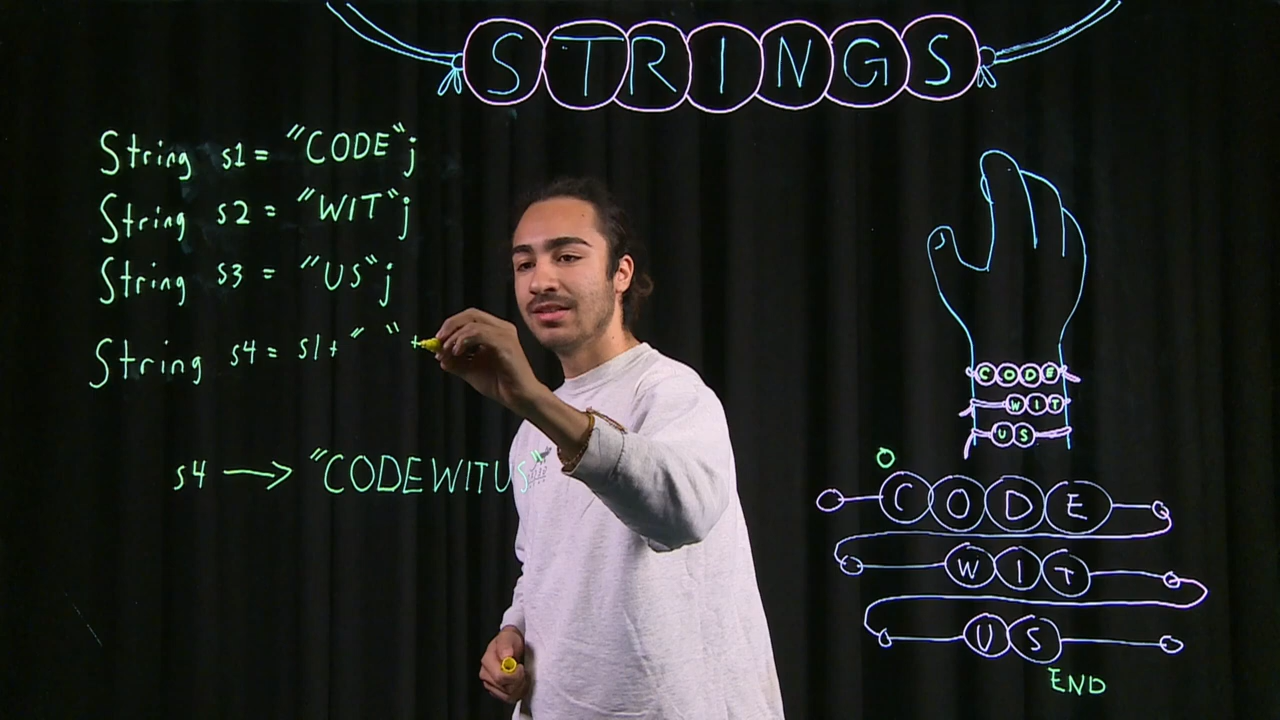 STRINGS
String s1 = "CODE";
String s2 = "WIT";
String s3 = "US";
String s4 = s1 + " " +
s4 → "CODEWITUS"
CODE
WIT
US
O
CODE
WIT
US
END